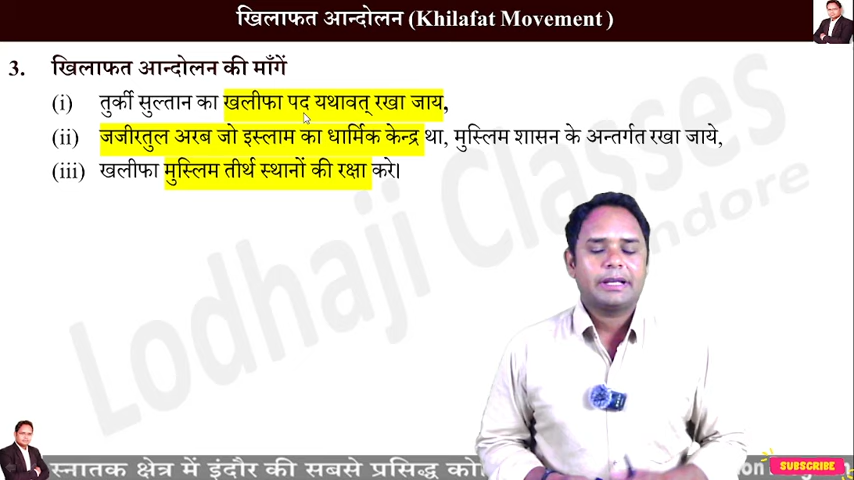 खिलाफत आन्दोलन (Khilafat Movement )
3. खिलाफत आन्दोलन की माँगें
(i) तुर्की सुल्तान का खलीफा पद यथावत् रखा जाय,
(ii) जजीरतुल अरब जो इस्लाम का धार्मिक केन्द्र था, मुस्लिम शासन के अन्तर्गत रखा जाये,
(iii) खलीफा मुस्लिम तीर्थ स्थानों की रक्षा करे।
Lodhaji Classes
Indore
स्नातक क्षेत्र में इंदौर की सबसे प्रसिद्ध
SUBSCRIBE